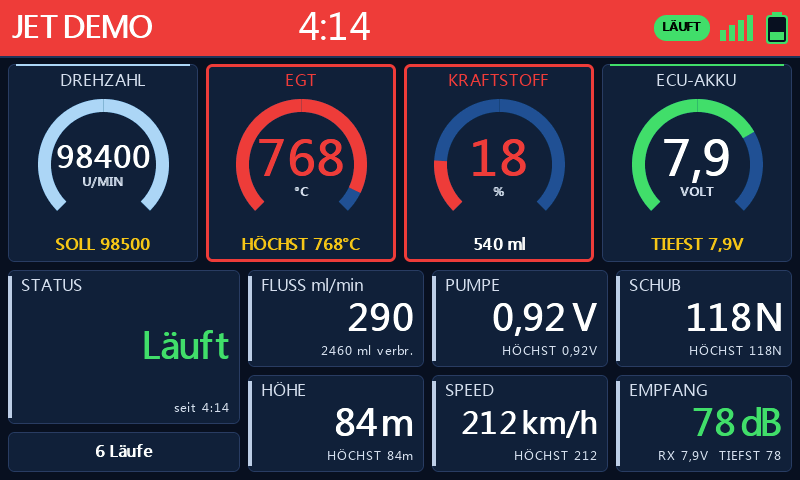 JET DEMO
4:14
LÄUFT
DREHZAHL
98400
U/MIN
SOLL 98500
EGT
768
°C
HÖCHST 768°C
KRAFTSTOFF
18
%
540 ml
ECU-AKKU
7,9
VOLT
TIEFST 7,9V
STATUS
Läuft
seit 4:14
6 Läufe
FLUSS ml/min
290
2460 ml verbr.
PUMPE
0,92 V
HÖCHST 0,92V
SCHUB
118N
HÖCHST 118N
HÖHE
84m
HÖCHST 84m
SPEED
212 km/h
HÖCHST 212
EMPFANG
78 dB
RX 7,9V TIEFST 78